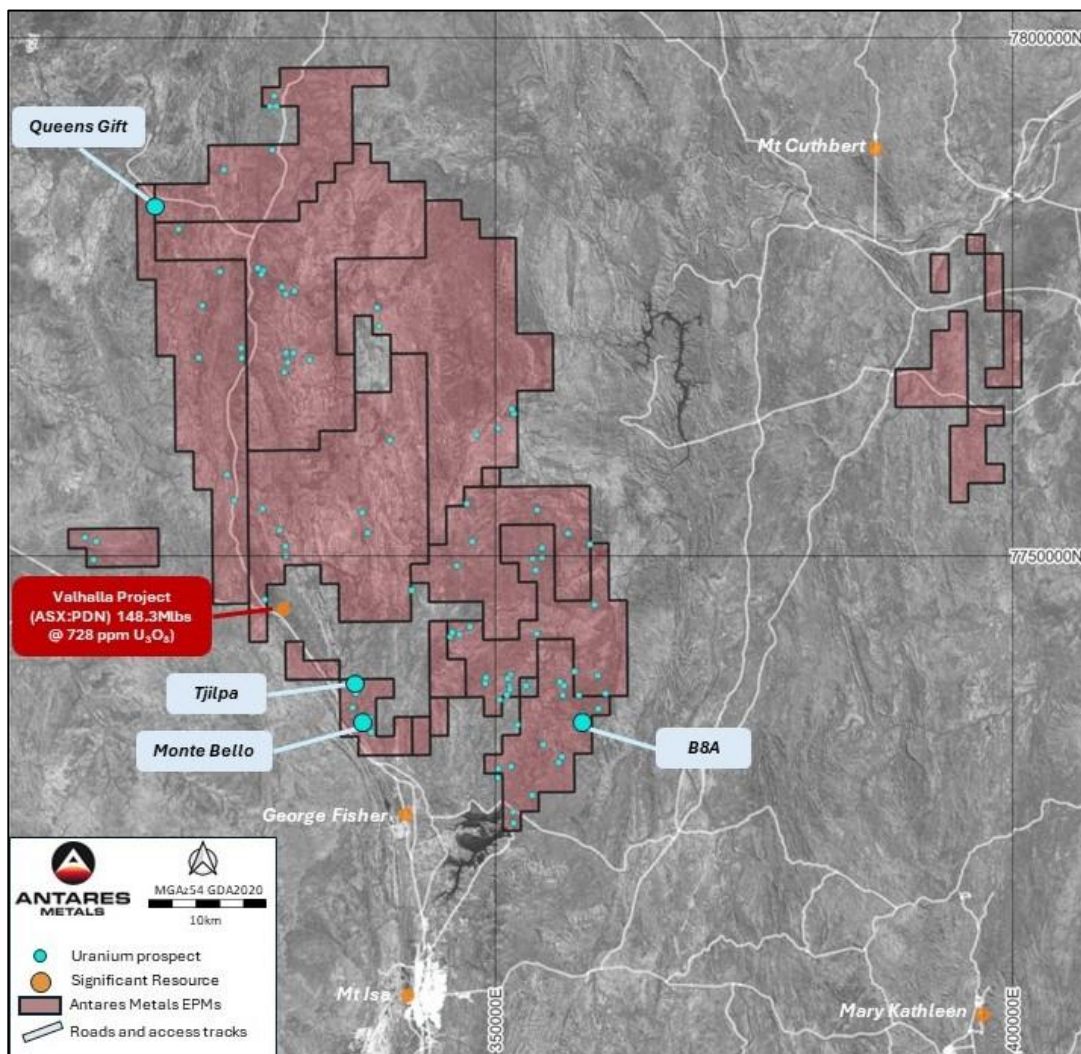 7800000N
Queens Gift
Mt Cuthbert
7750000N
Valhalla Project
(ASX:PDN) 148.3Mlbs
@ 728 ppm U₃O₈)
Tjilpa
Monte Bello
B8A
George Fisher
Mt Isa
350000E
Mary Kathleen
400000E
ANTARES
METALS
MGAz54 GDA2020
10km
Uranium prospect
Significant Resource
Antares Metals EPMs
Roads and access tracks